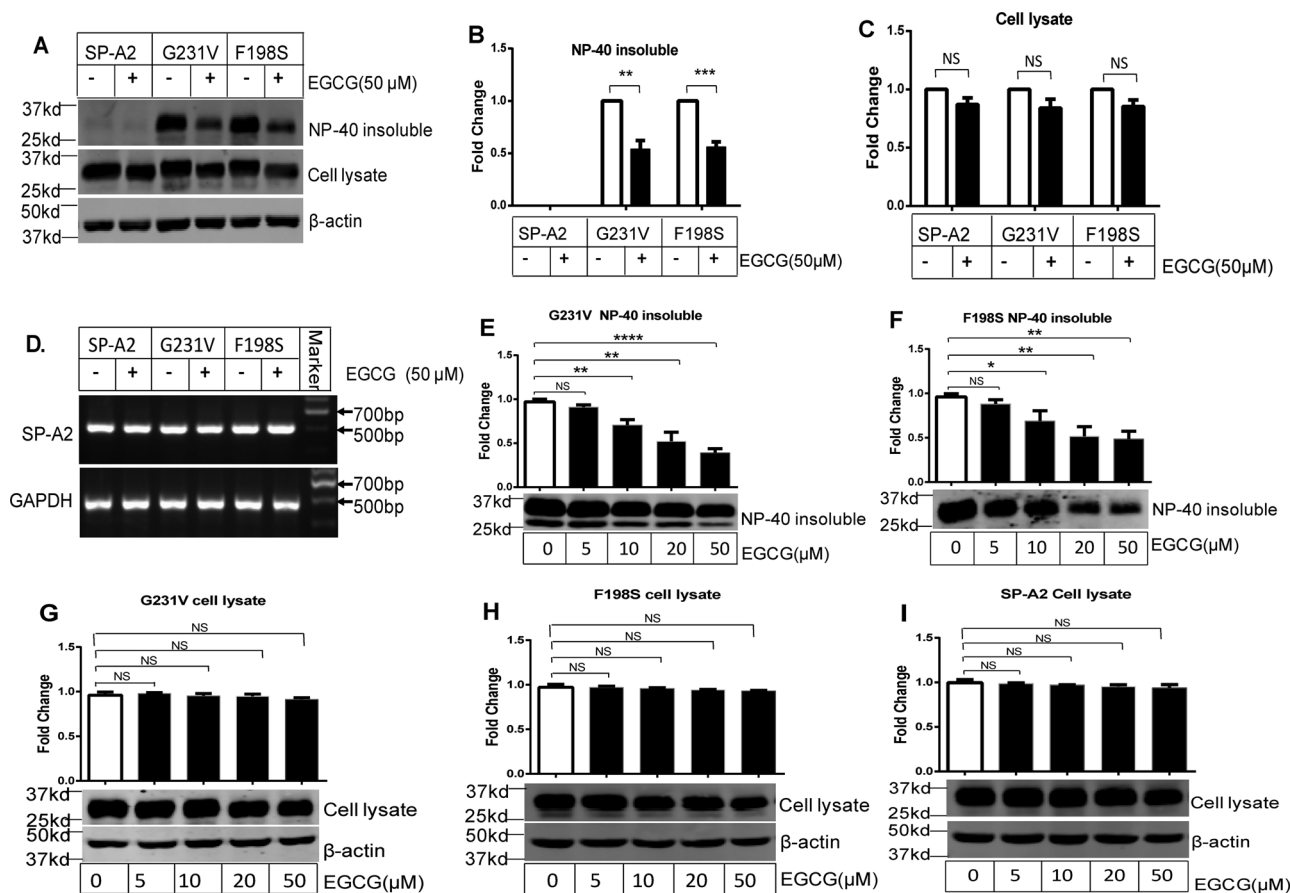 A
SP-A2 G231V F198S
- + - + - +
EGCG(50 µM)
37kd
25kd
NP-40 insoluble
37kd
25kd
Cell lysate
50kd
37kd
β-actin
B
NP-40 insoluble
** ***
Fold Change
1.5
1.0
0.5
0.0
SP-A2 G231V F198S
- + - + - +
EGCG(50µM)
C
Cell lysate
NS NS NS
Fold Change
1.5
1.0
0.5
0.0
SP-A2 G231V F198S
- + - + - +
EGCG(50µM)
D.
SP-A2 G231V F198S Marker
- + - + - +
EGCG (50 µM)
SP-A2
700bp
500bp
GAPDH
700bp
500bp
E
G231V NP-40 insoluble
****
**
**
NS
Fold Change
1.5
1.0
0.5
0.0
37kd
25kd
NP-40 insoluble
0 5 10 20 50
EGCG(µM)
F
F198S NP-40 insoluble
**
**
*
NS
Fold Change
1.5
1.0
0.5
0.0
37kd
25kd
NP-40 insoluble
0 5 10 20 50
EGCG(µM)
G
G231V cell lysate
NS
NS
NS
NS
Fold Change
1.5
1.0
0.5
0.0
37kd
25kd
Cell lysate
50kd
37kd
β-actin
0 5 10 20 50
EGCG(µM)
H
F198S cell lysate
NS
NS
NS
NS
Fold Change
1.5
1.0
0.5
0.0
37kd
25kd
Cell lysate
50kd
37kd
β-actin
0 5 10 20 50
EGCG(µM)
I
SP-A2 Cell lysate
NS
NS
NS
NS
Fold Change
1.5
1.0
0.5
0.0
37kd
25kd
Cell lysate
50kd
37kd
β-actin
0 5 10 20 50
EGCG(µM)